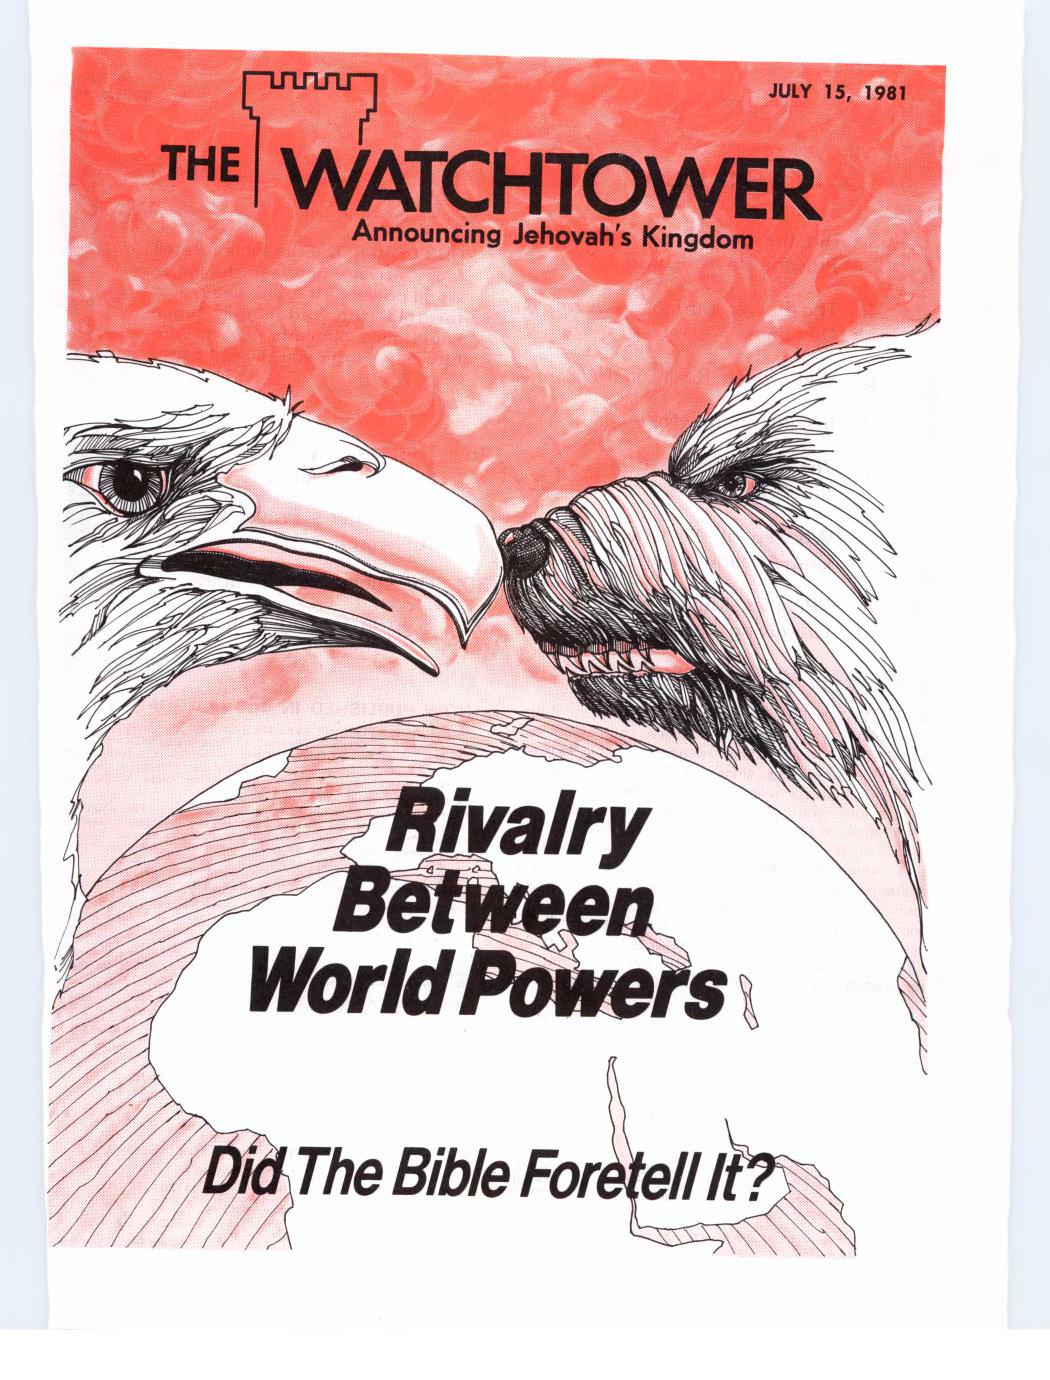 JULY 15, 1981
THE WATCHTOWER
Announcing Jehovah's Kingdom
Rivalry
Between
World Powers
Did The Bible Foretell It?